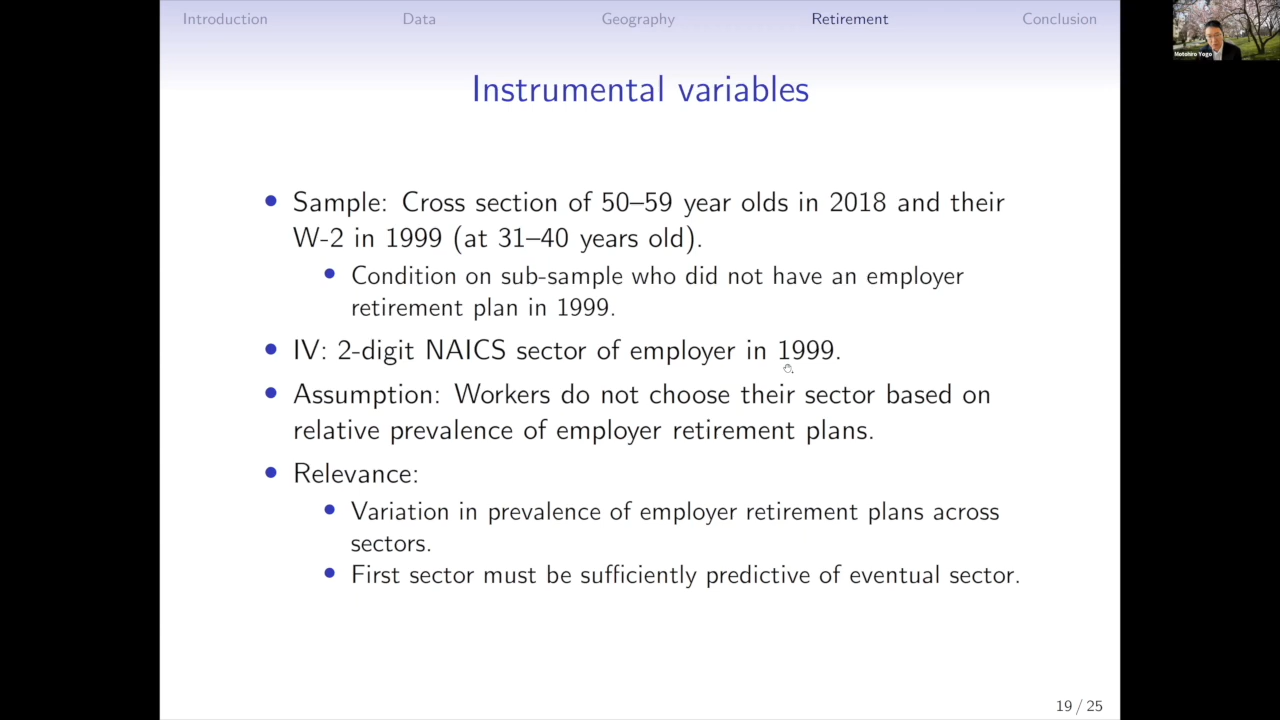 Introduction Data Geography Retirement Conclusion
Motohiro Yogo
Instrumental variables
• Sample: Cross section of 50–59 year olds in 2018 and their
W-2 in 1999 (at 31–40 years old).
• Condition on sub-sample who did not have an employer
retirement plan in 1999.
• IV: 2-digit NAICS sector of employer in 1999.
• Assumption: Workers do not choose their sector based on
relative prevalence of employer retirement plans.
• Relevance:
• Variation in prevalence of employer retirement plans across
sectors.
• First sector must be sufficiently predictive of eventual sector.
19 / 25